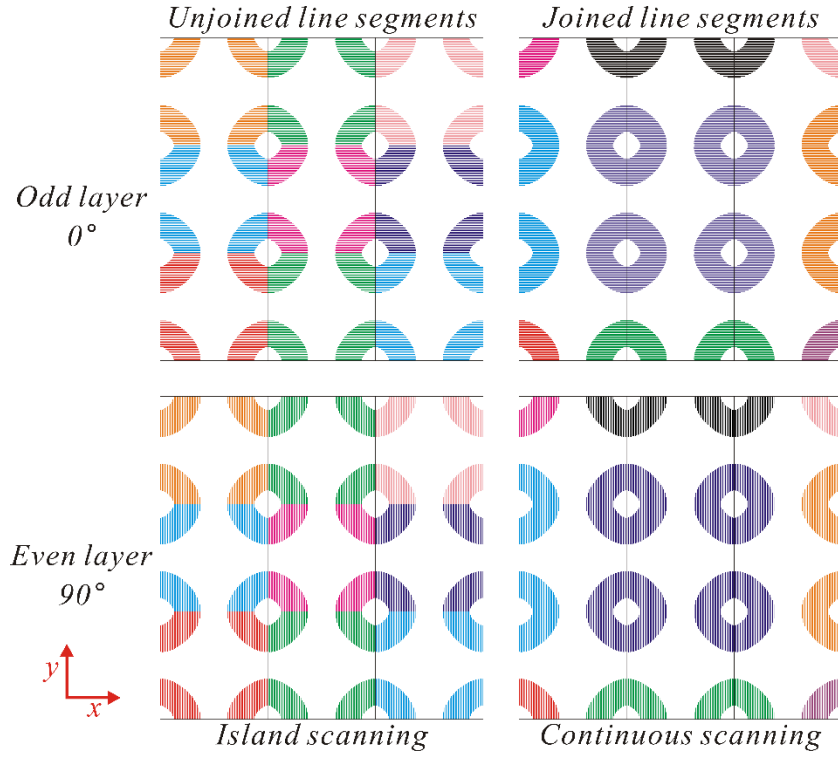 Unjoined line segments
Joined line segments
Odd layer
0°
Even layer
90°
y
x
Island scanning
Continuous scanning